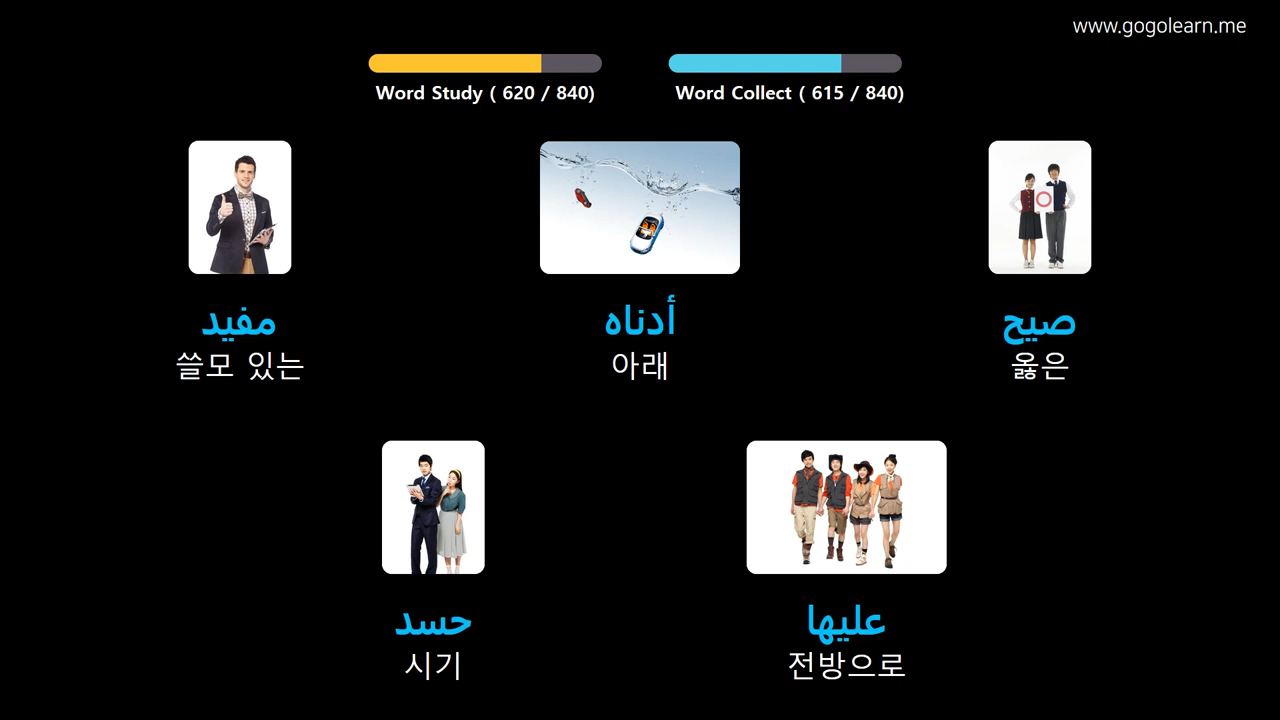 www.gogolearn.me
Word Study ( 620 / 840)
Word Collect ( 615 / 840)
مفيد
쓸모 있는
أدناه
아래
صيح
옳은
حسد
시기
عليها
전방으로